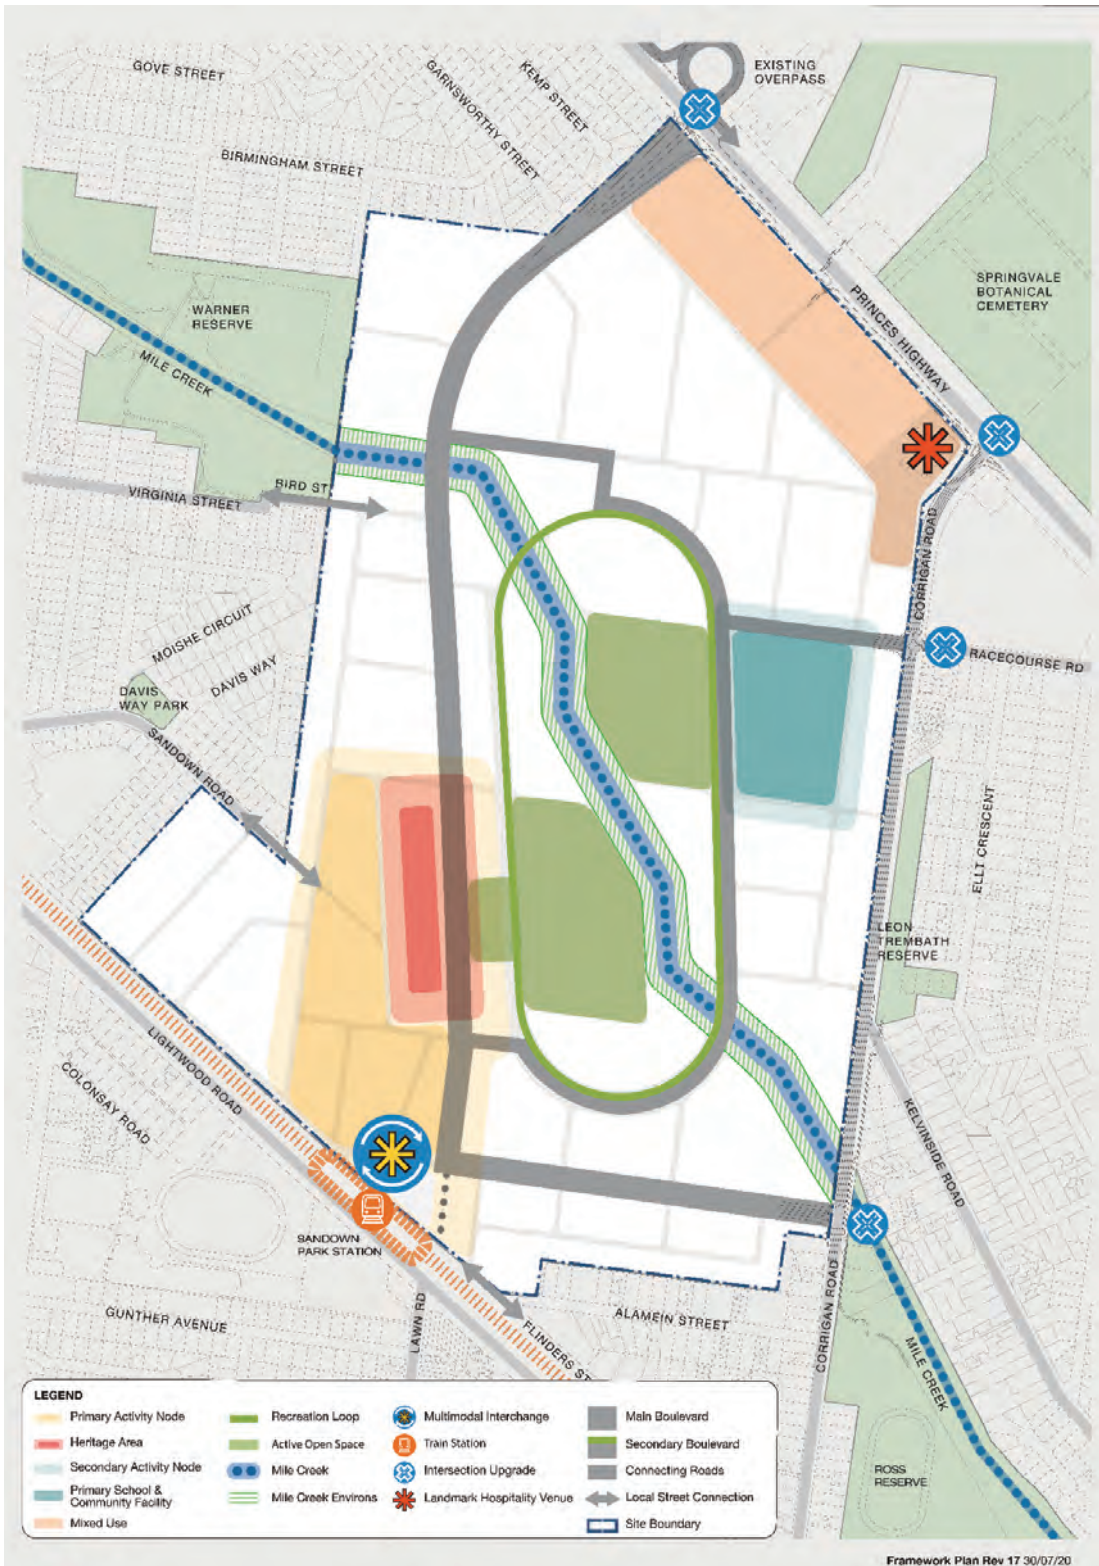 GOVE STREET
GARNSWORTHY STREET
KEMP STREET
EXISTING
OVERPASS
BIRMINGHAM STREET
SPRINGVALE
BOTANICAL
CEMETERY
PRINCES HIGHWAY
WARNER
RESERVE
MILE CREEK
BIRD ST
VIRGINIA STREET
CORRIGAN ROAD
RACECOURSE RD
MOISHE CIRCUIT
DAVIS WAY
DAVIS
WAY PARK
SANDOWN ROAD
ELLT CRESCENT
LEON
TREMBATH
RESERVE
LIGHTWOOD ROAD
COLONSAY ROAD
KELVINSIDE ROAD
SANDOWN
PARK STATION
GUNTHER AVENUE
LAWN RD
FLINDERS ST
ALAMEIN STREET
CORRIGAN ROAD
MILE CREEK
ROSS
RESERVE
LEGEND
Primary Activity Node
Heritage Area
Secondary Activity Node
Primary School &
Community Facility
Mixed Use
Recreation Loop
Active Open Space
Mile Creek
Mile Creek Environs
Multimodal Interchange
Train Station
Intersection Upgrade
Landmark Hospitality Venue
Main Boulevard
Secondary Boulevard
Connecting Roads
Local Street Connection
Site Boundary
Framework Plan Rev 17 30/07/20